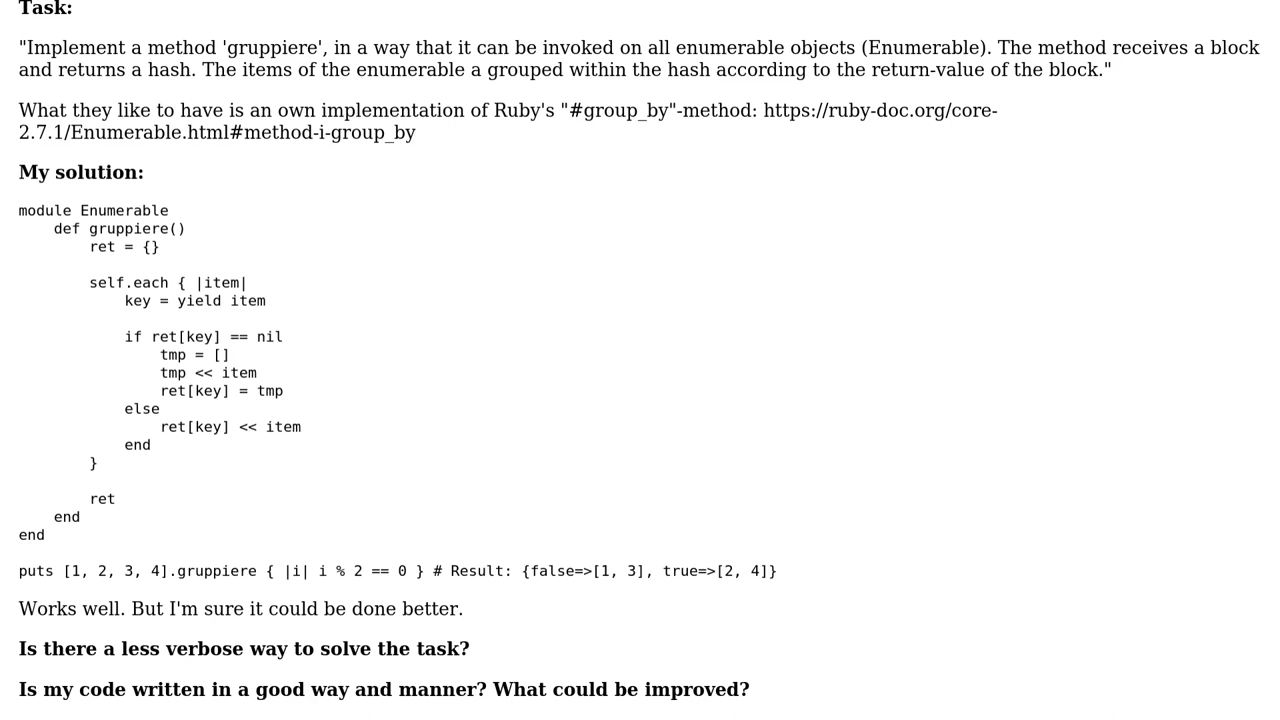 Task:
"Implement a method 'gruppiere', in a way that it can be invoked on all enumerable objects (Enumerable). The method receives a block
and returns a hash. The items of the enumerable a grouped within the hash according to the return-value of the block."
What they like to have is an own implementation of Ruby's "#group_by"-method: https://ruby-doc.org/core-
2.7.1/Enumerable.html#method-i-group_by
My solution:
module Enumerable
    def gruppiere()
        ret = {}

        self.each { |item|
            key = yield item

            if ret[key] == nil
                tmp = []
                tmp << item
                ret[key] = tmp
            else
                ret[key] << item
            end
        }

        ret
    end
end

puts [1, 2, 3, 4].gruppiere { |i| i % 2 == 0 } # Result: {false=>[1, 3], true=>[2, 4]}
Works well. But I'm sure it could be done better.
Is there a less verbose way to solve the task?
Is my code written in a good way and manner? What could be improved?